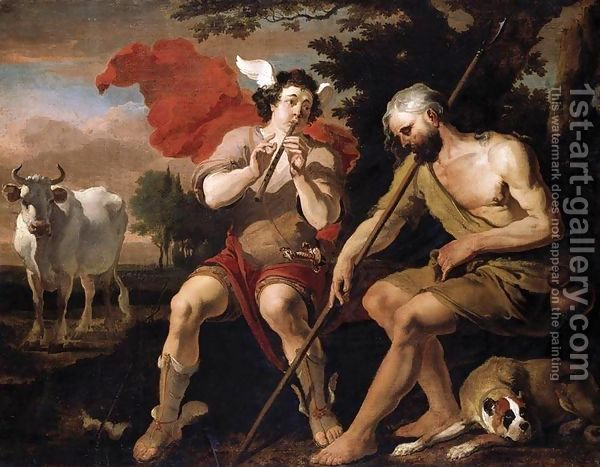 1st-art-gallery.com
This watermark does not appear on the painting